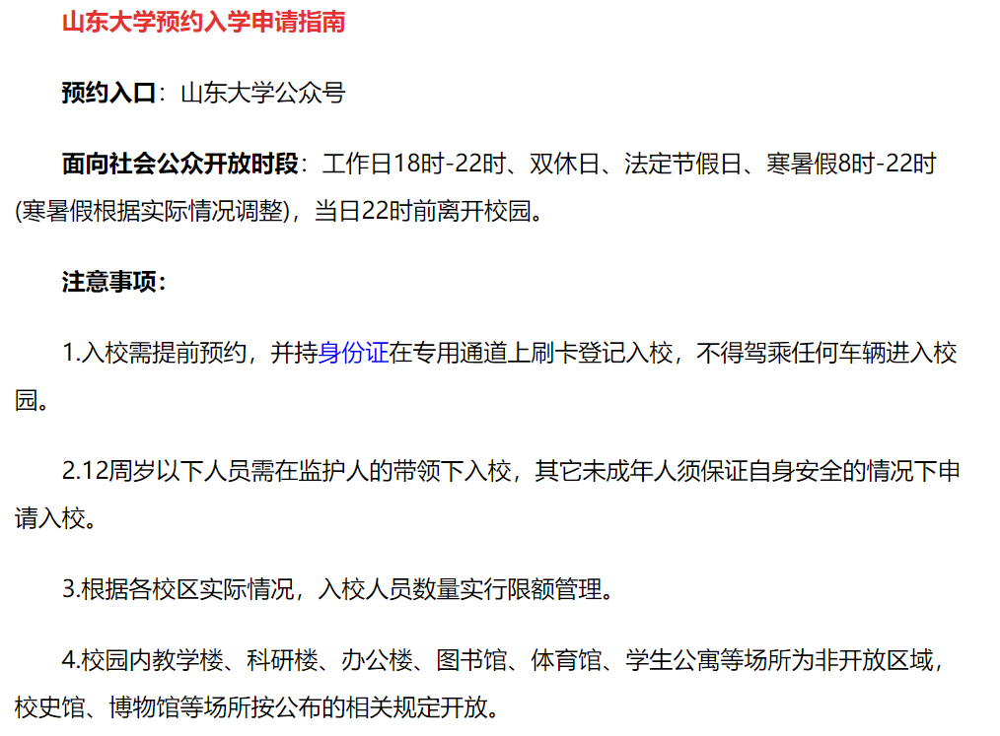 山东大学预约入学申请指南
预约入口：山东大学公众号
面向社会公众开放时段：工作日18时-22时、双休日、法定节假日、寒暑假8时-22时
(寒暑假根据实际情况调整)，当日22时前离开校园。
注意事项：
1.入校需提前预约，并持身份证在专用通道上刷卡登记入校，不得驾乘任何车辆进入校
园。
2.12周岁以下人员需在监护人的带领下入校，其它未成年人须保证自身安全的情况下申
请入校。
3.根据各校区实际情况，入校人员数量实行限额管理。
4.校园内教学楼、科研楼、办公楼、图书馆、体育馆、学生公寓等场所为非开放区域，
校史馆、博物馆等场所按公布的相关规定开放。